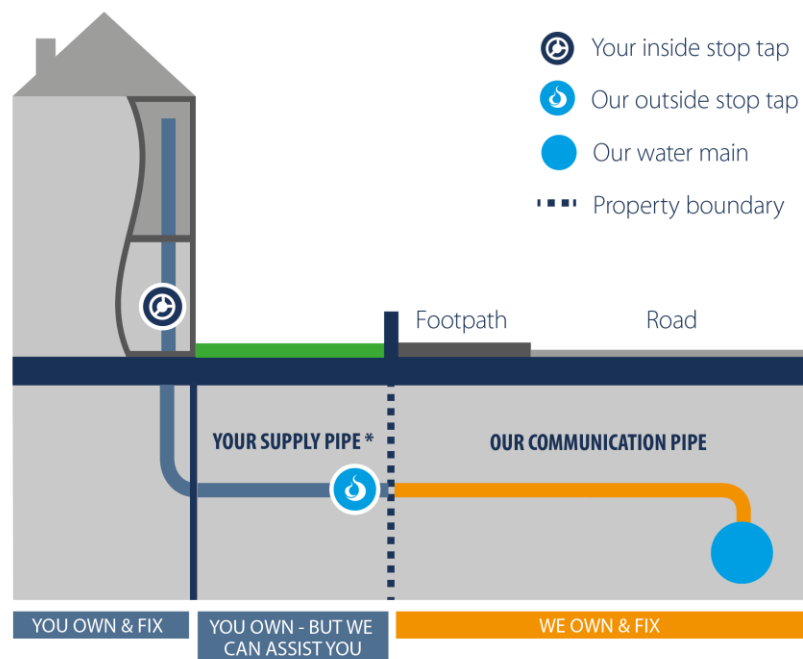 Your inside stop tap
Our outside stop tap
Our water main
Property boundary
Footpath
Road
YOUR SUPPLY PIPE *
OUR COMMUNICATION PIPE
YOU OWN & FIX
YOU OWN - BUT WE
CAN ASSIST YOU
WE OWN & FIX